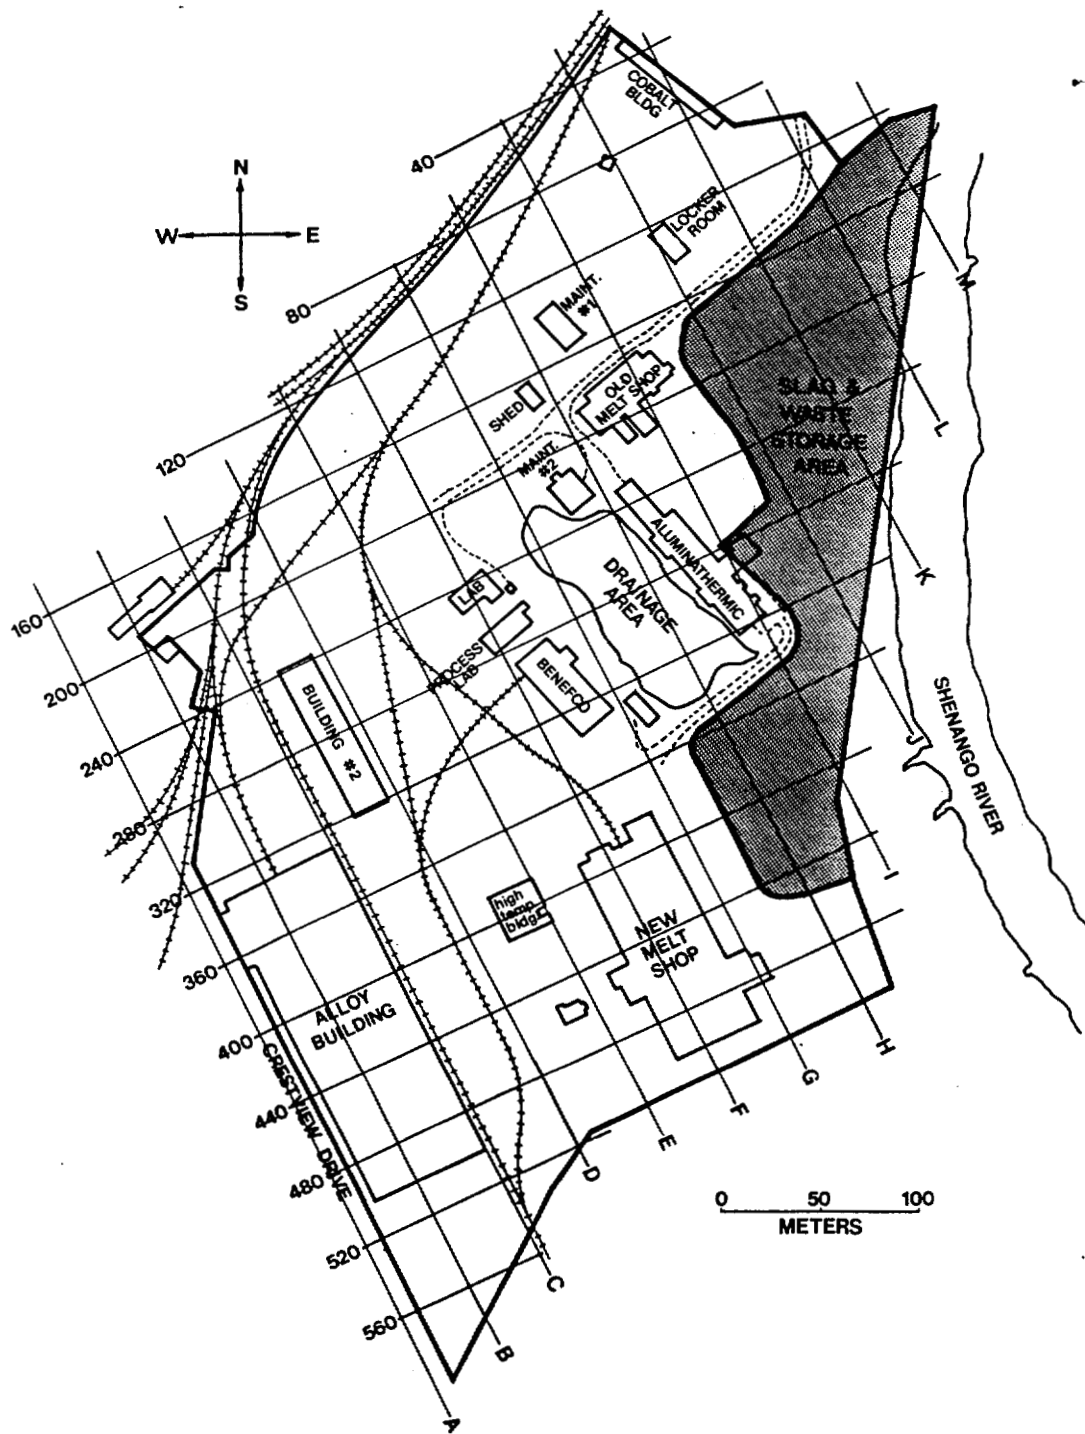 COBALT
BLDG
40
N
W
E
S
LOCKER
ROOM
M
80
MAINT.
#1
OLD
MELT SHOP
SHED
SLAG &
WASTE
STORAGE
AREA
L
120
MAINT.
#2
ALUMINATHERMIC
K
DRAINAGE
AREA
LAB
160
PROCESS
LAB
BENEFCO
200
BUILDING #2
SHENANGO RIVER
J
240
280
I
320
high
temp.
bldg.
NEW
MELT
SHOP
360
ALLOY
BUILDING
400
CRESTVIEW DRIVE
H
G
440
F
E
D
480
0 50 100
METERS
520
C
560
B
A